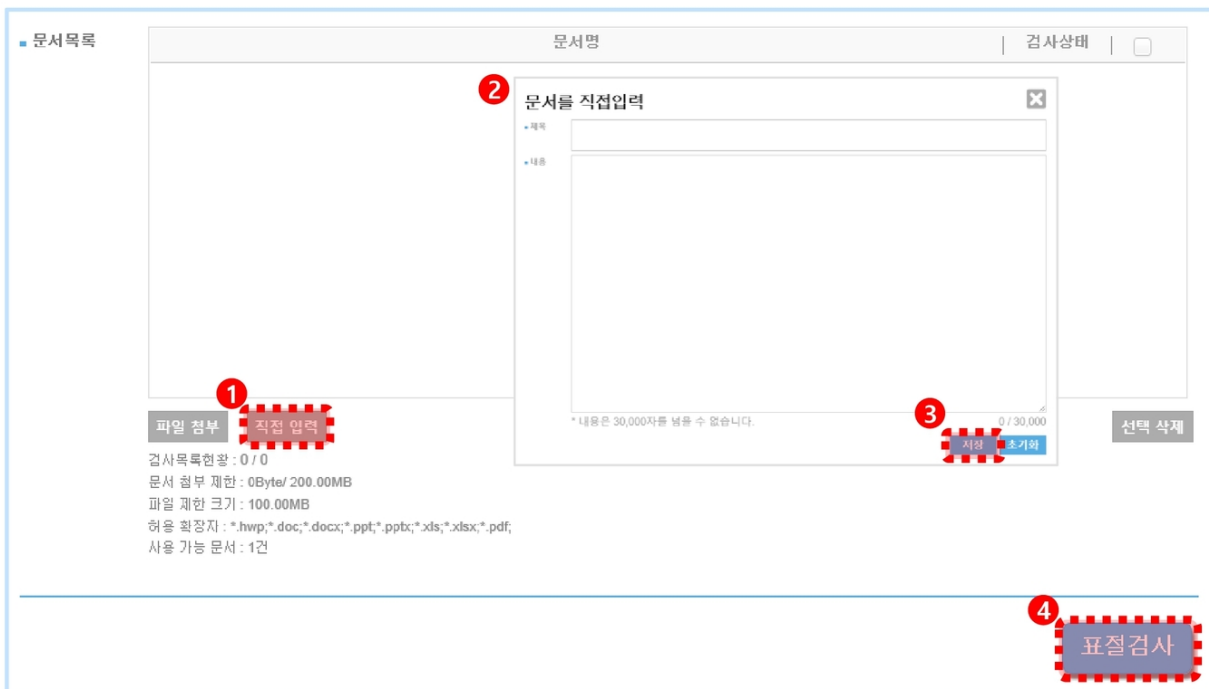 문서목록
문서명
검사상태
2
문서를 직접입력
제목
내용
1
3
* 내용은 30,000자를 넘을 수 없습니다.
0 / 30,000
파일 첨부
직접 입력
선택 삭제
저장
초기화
검사목록현황 : 0 / 0
문서 첨부 제한 : 0Byte/ 200.00MB
파일 제한 크기 : 100.00MB
허용 확장자 : *.hwp;*.doc;*.docx;*.ppt;*.pptx;*.xls;*.xlsx;*.pdf;
사용 가능 문서 : 1건
4
표절검사